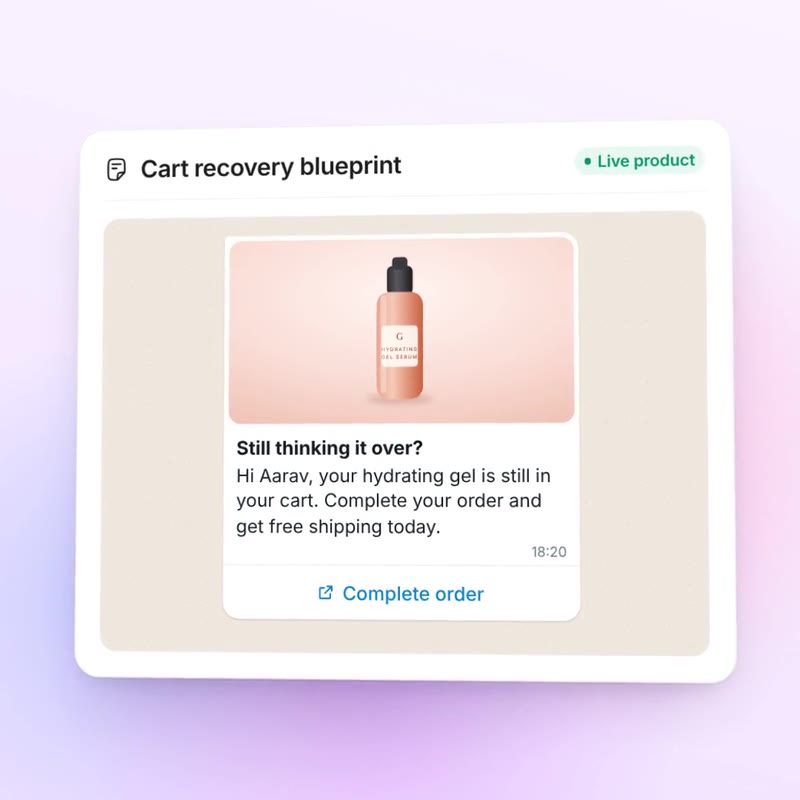 Cart recovery blueprint
Live product
G
HYDRATING
GEL SERUM
Still thinking it over?
Hi Aarav, your hydrating gel is still in
your cart. Complete your order and
get free shipping today.
18:20
Complete order